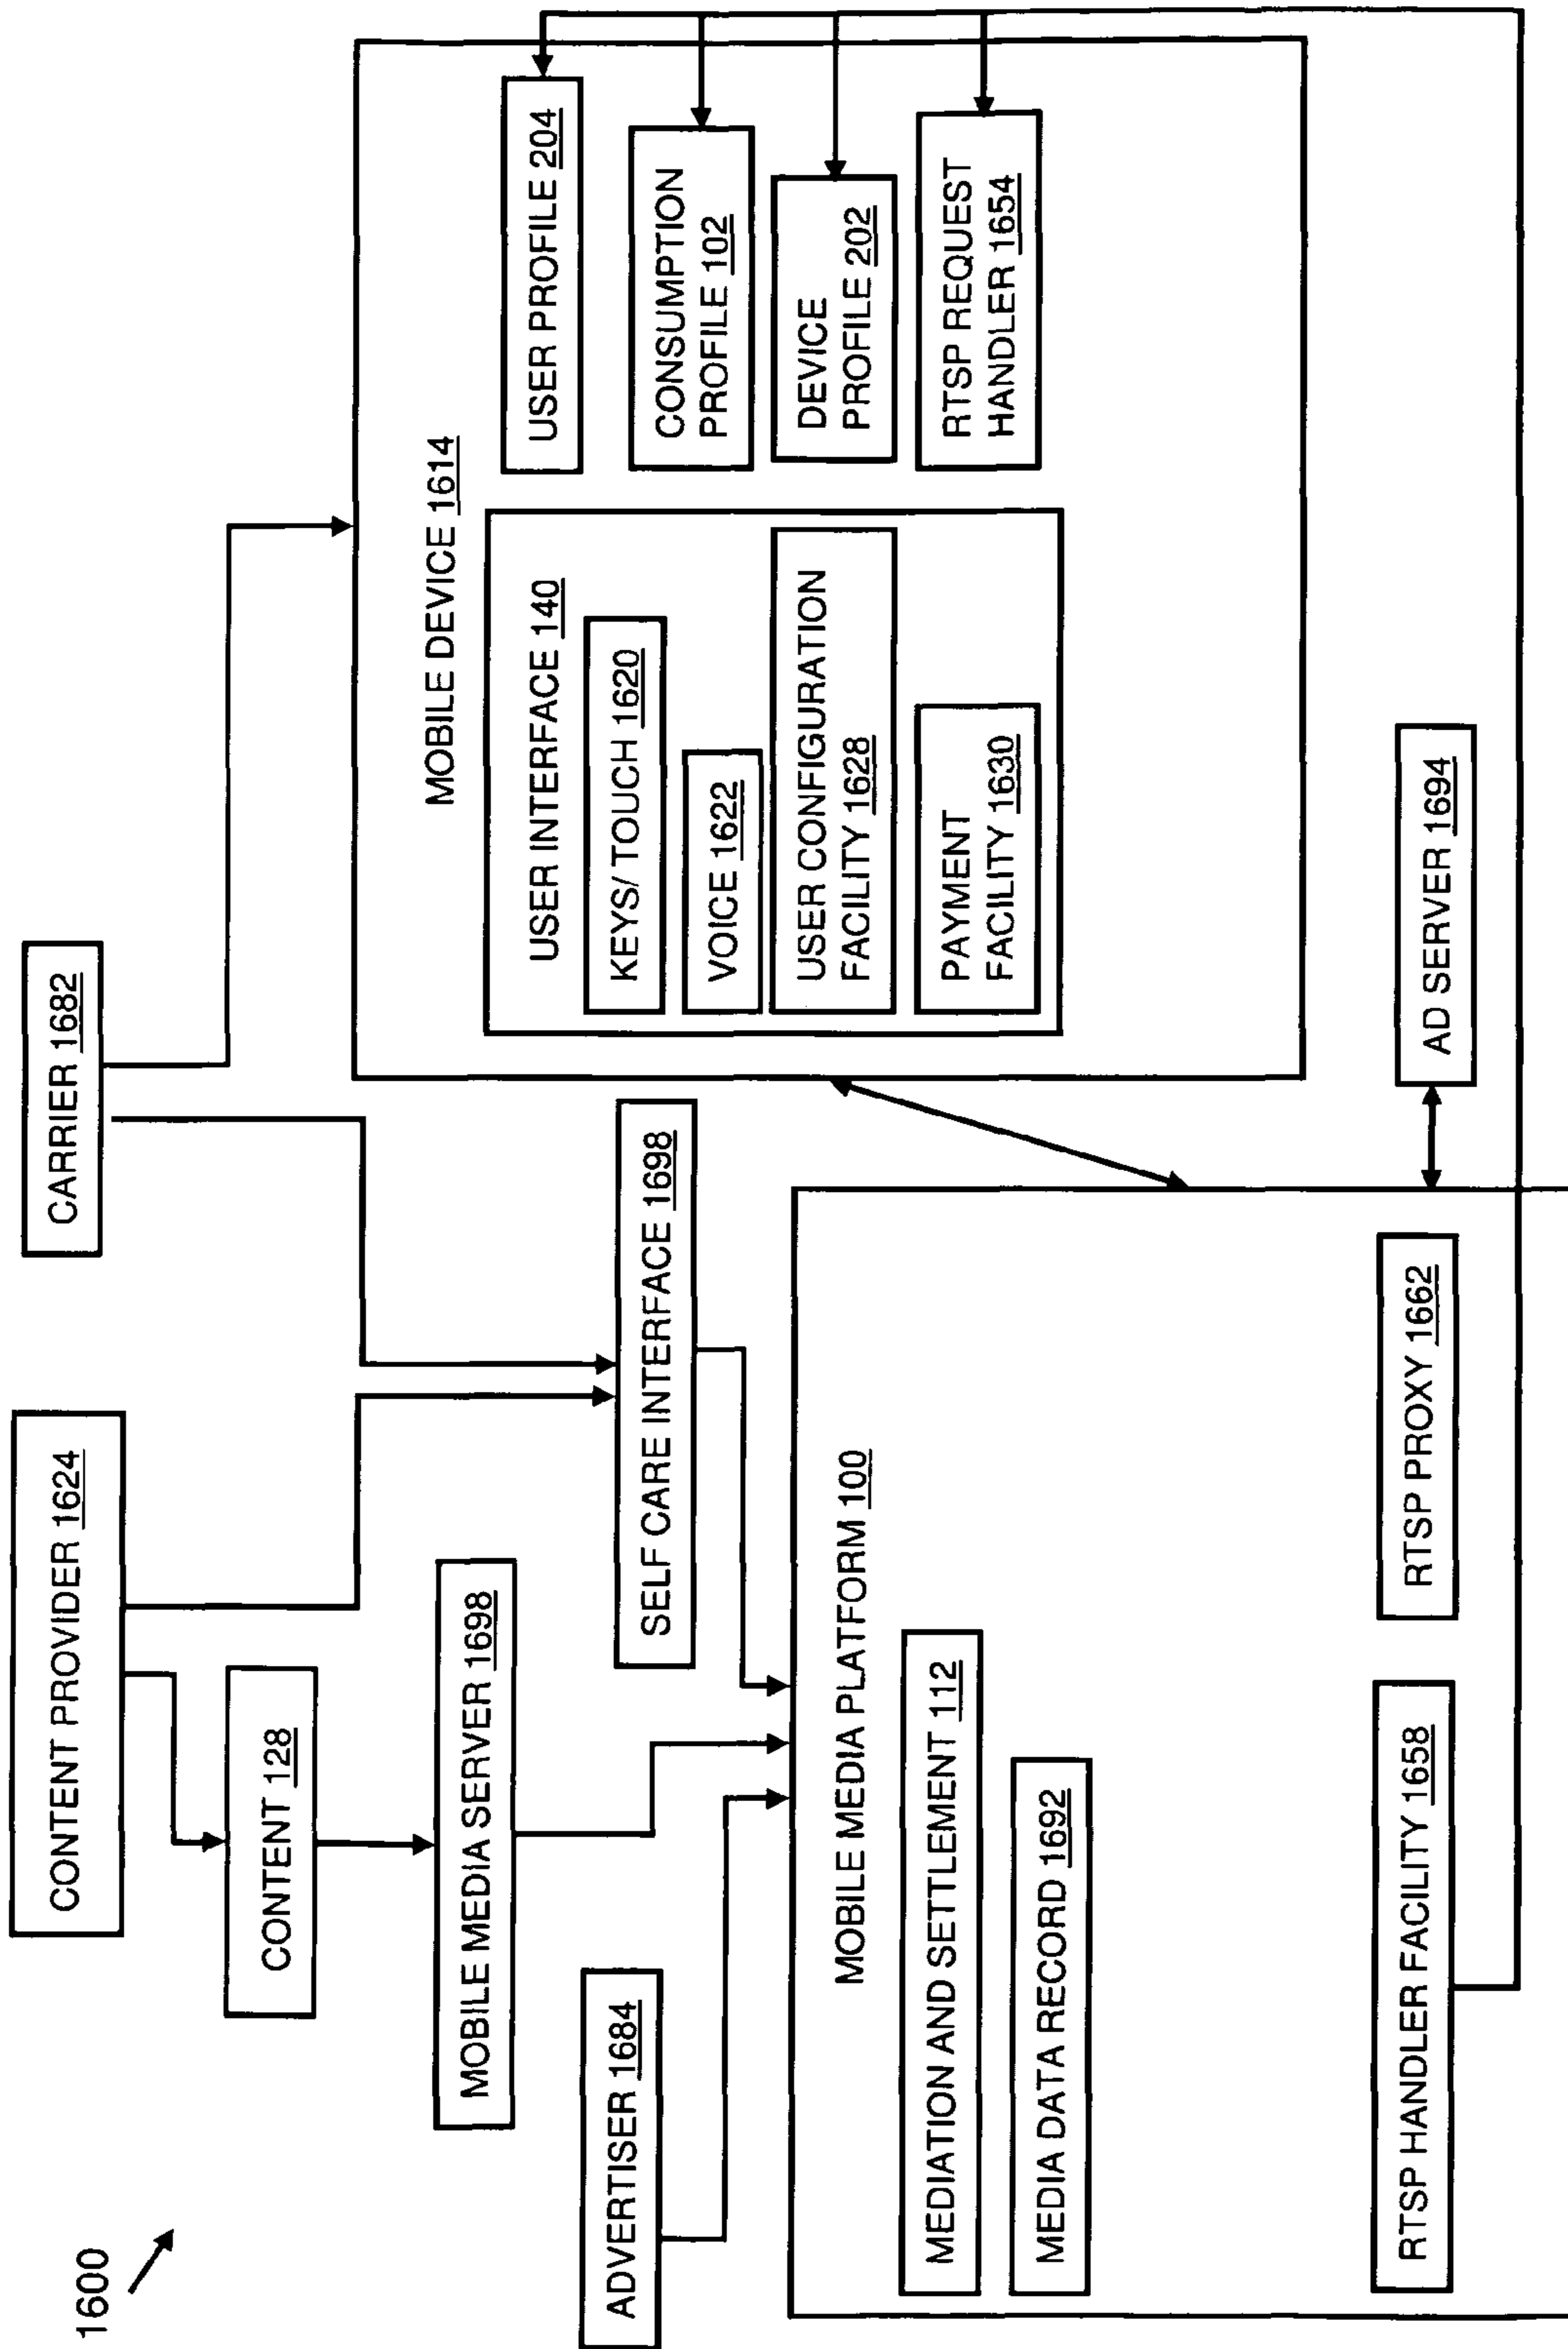 1600
CONTENT PROVIDER 1624
CARRIER 1682
CONTENT 128
MOBILE MEDIA SERVER 1698
ADVERTISER 1684
SELF CARE INTERFACE 1698
MOBILE MEDIA PLATFORM 100
MEDIATION AND SETTLEMENT 112
MEDIA DATA RECORD 1692
RTSP HANDLER FACILITY 1658
RTSP PROXY 1662
AD SERVER 1694
MOBILE DEVICE 1614
USER INTERFACE 140
KEYS/ TOUCH 1620
VOICE 1622
USER CONFIGURATION
FACILITY 1628
PAYMENT
FACILITY 1630
USER PROFILE 204
CONSUMPTION
PROFILE 102
DEVICE
PROFILE 202
RTSP REQUEST
HANDLER 1654